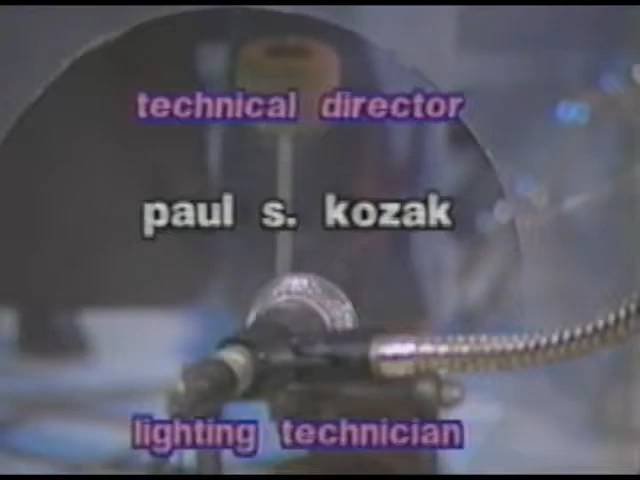 technical director
paul s. kozak
lighting technician